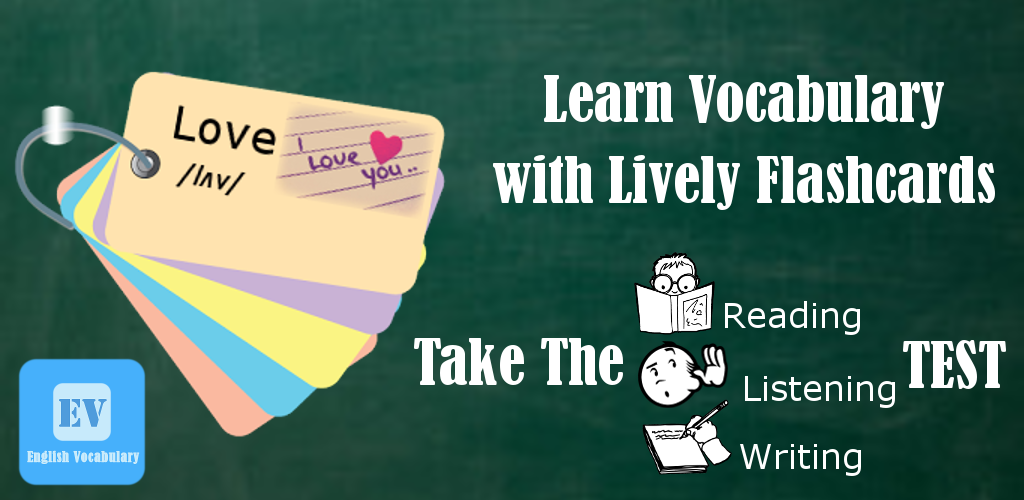 Love
/lʌv/
I
Love
you..
Learn Vocabulary
with Lively Flashcards
Take The
Reading
Listening
Writing
TEST
EV
English Vocabulary